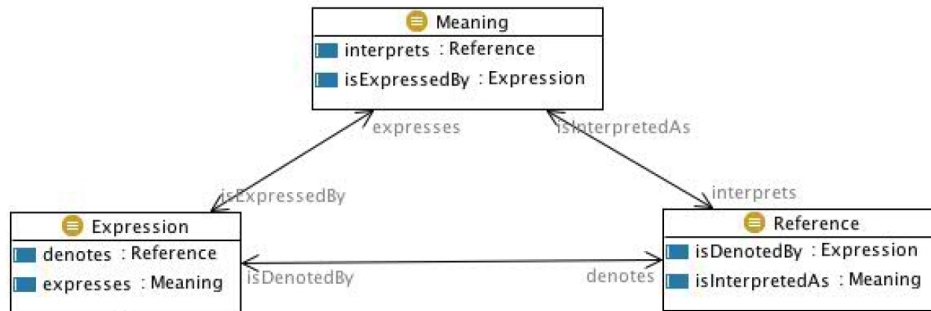 Meaning
interprets : Reference
isExpressedBy : Expression
expresses
isInterpretedAs
isExpressedBy
interprets
Expression
denotes : Reference
expresses : Meaning
isDenotedBy
denotes
Reference
isDenotedBy : Expression
isInterpretedAs : Meaning